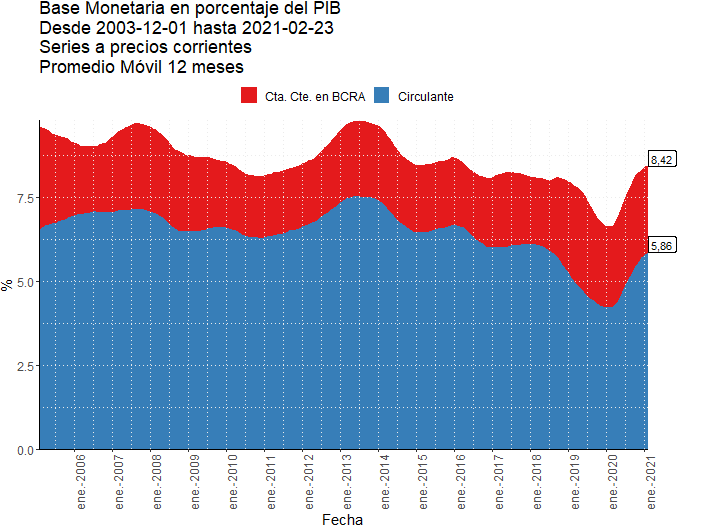 Base Monetaria en porcentaje del PIB
Desde 2003-12-01 hasta 2021-02-23
Series a precios corrientes
Promedio Móvil 12 meses
Cta. Cte. en BCRA
Circulante
8,42
7.5
5,86
5.0
%
2.5
0.0
ene.-2006
ene.-2007
ene.-2008
ene.-2009
ene.-2010
ene.-2011
ene.-2012
ene.-2013
ene.-2014
ene.-2015
ene.-2016
ene.-2017
ene.-2018
ene.-2019
ene.-2020
ene.-2021
Fecha